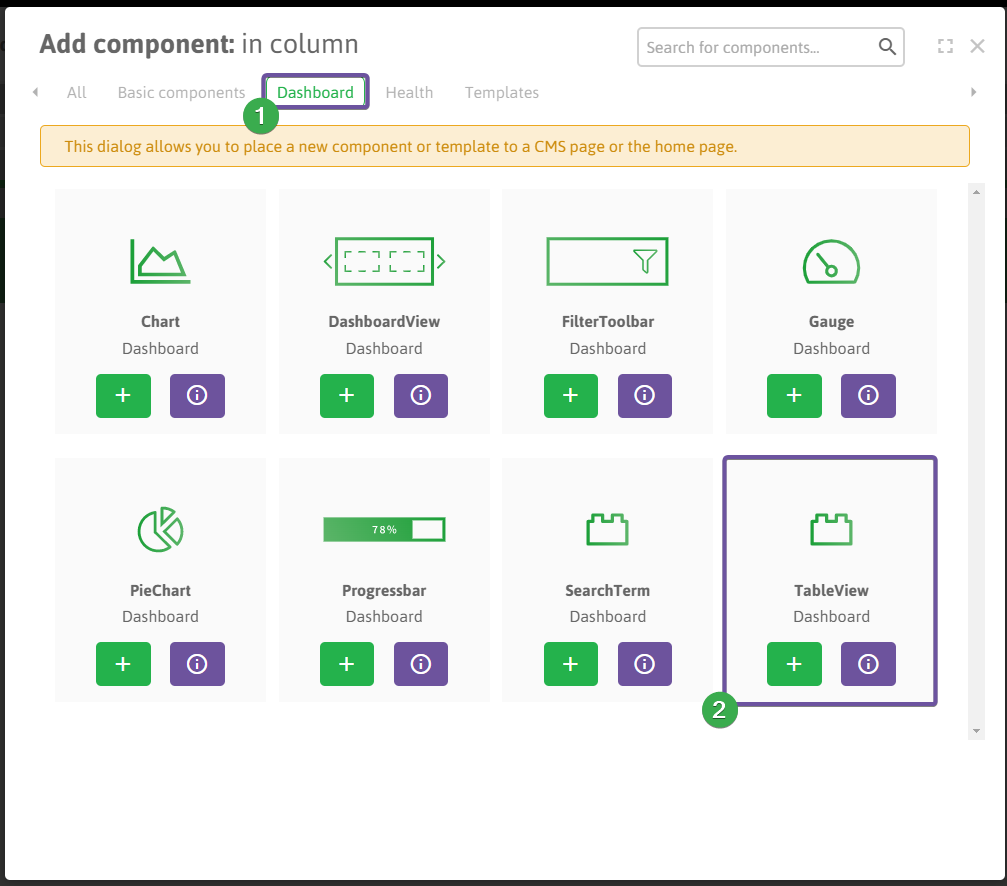 Add component: in column
Search for components...
All Basic components Dashboard Health Templates
1
This dialog allows you to place a new component or template to a CMS page or the home page.
Chart DashboardView FilterToolbar Gauge
Dashboard Dashboard Dashboard Dashboard
78%
PieChart Progressbar SearchTerm TableView
Dashboard Dashboard Dashboard Dashboard
2